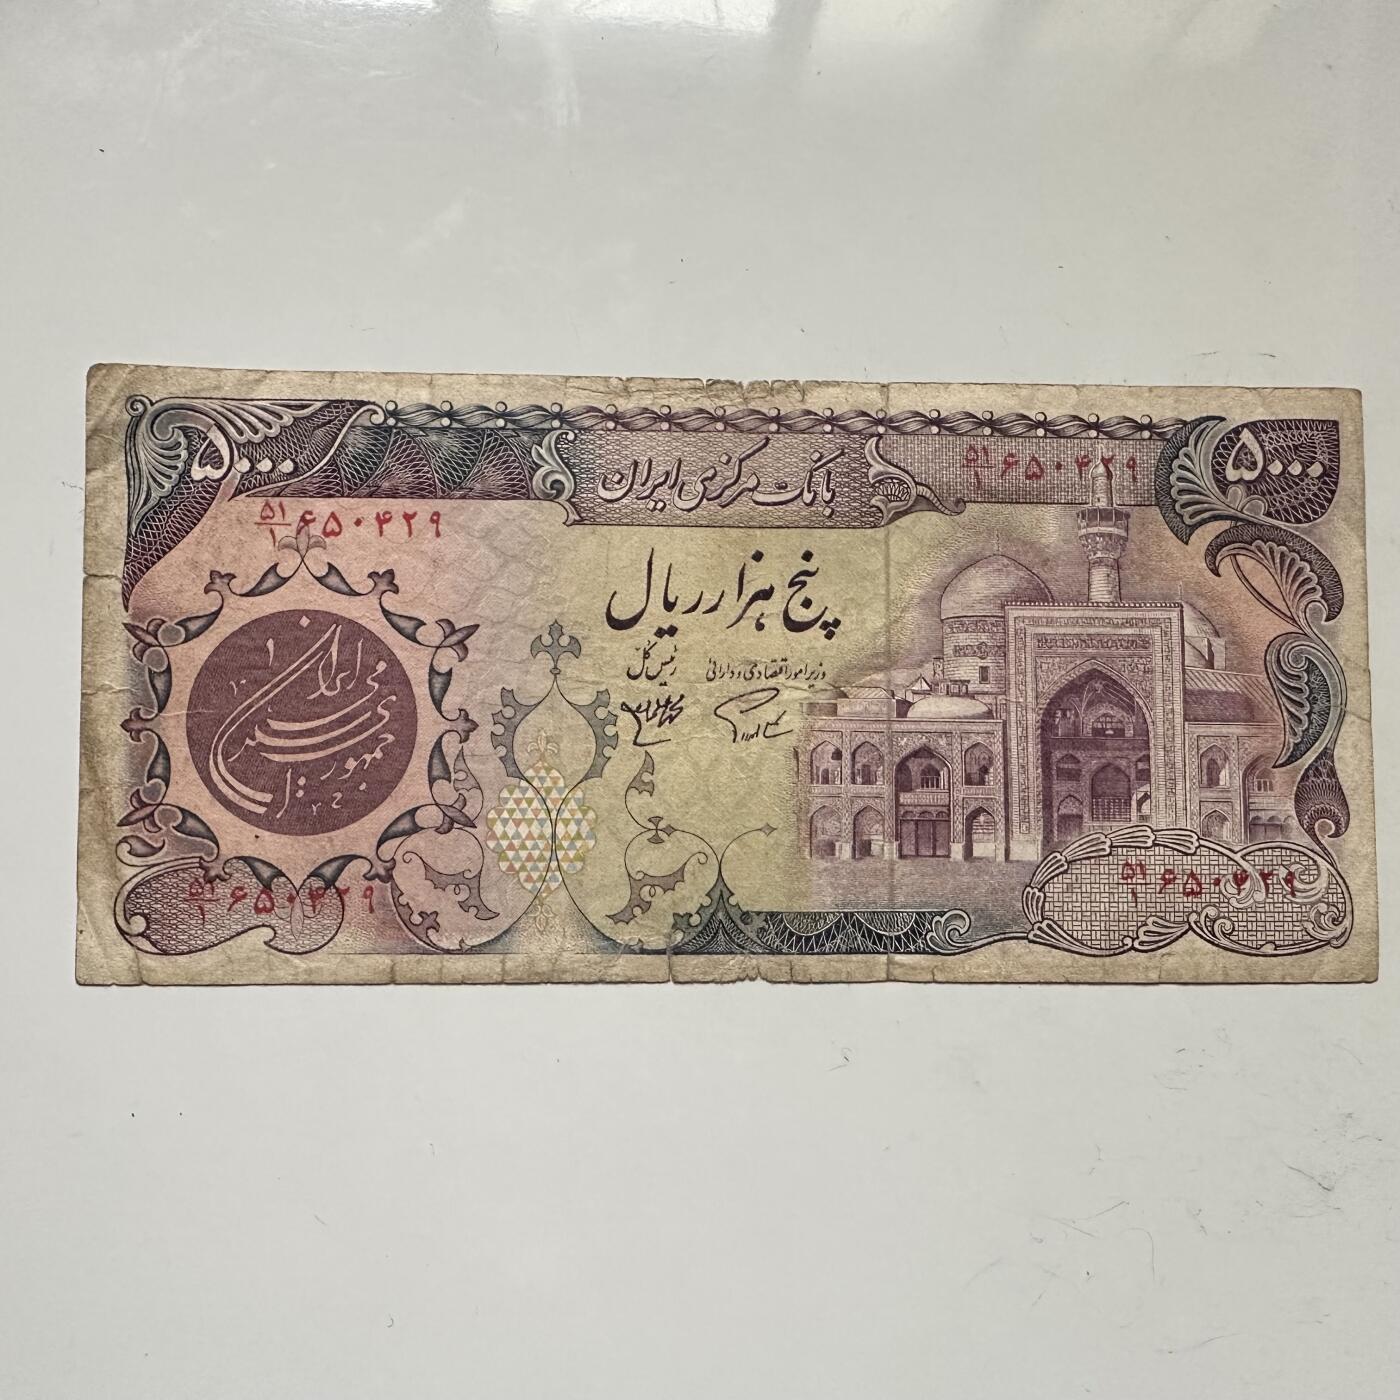 ۵۰۰۰
۵۰۰۰
بانک مرکزی ایران
۵۱/۱ ۶۵۰۴۲۹
۵۱/۱ ۶۵۰۴۲۹
پنج هزار ریال
وزیر امور اقتصادی و دارائی
رئیس کل
جمهوری اسلامی ایران
۵۱/۱ ۶۵۰۴۲۹
۵۱/۱ ۶۵۰۴۲۹